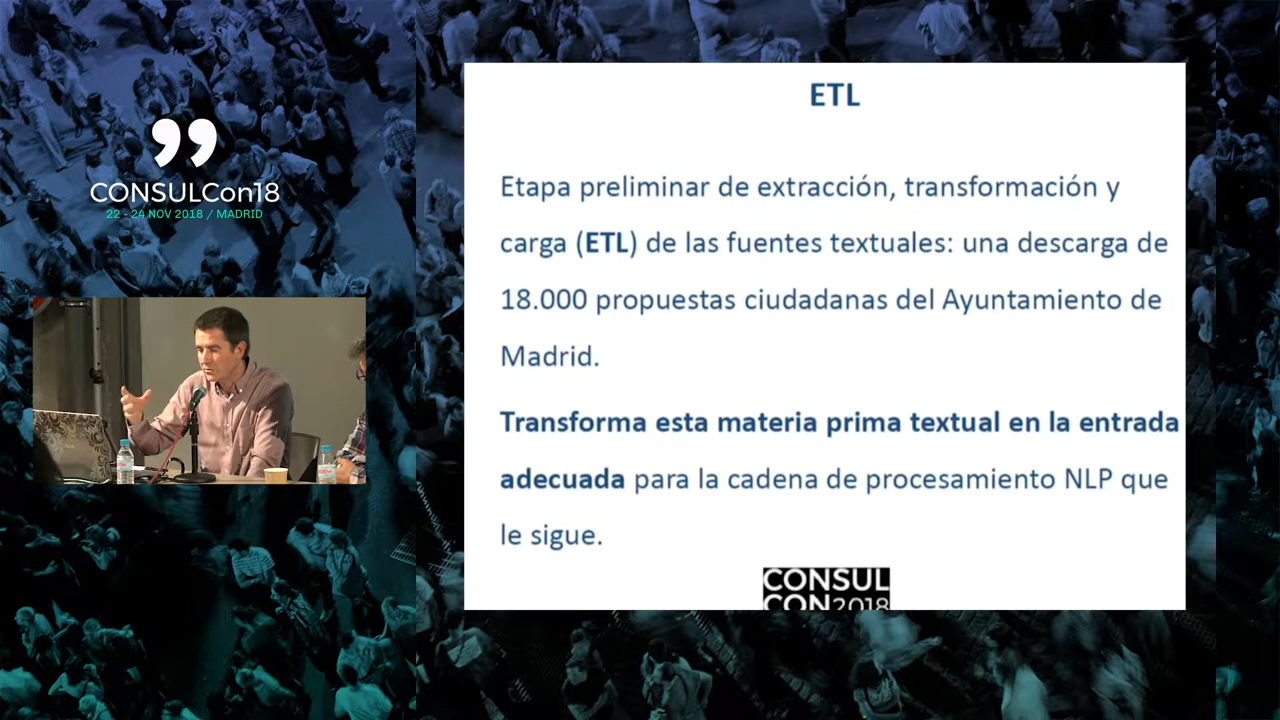 CONSULCon18
22 - 24 NOV 2018 / MADRID
ETL
Etapa preliminar de extracción, transformación y
carga (ETL) de las fuentes textuales: una descarga de
18.000 propuestas ciudadanas del Ayuntamiento de
Madrid.
Transforma esta materia prima textual en la entrada
adecuada para la cadena de procesamiento NLP que
le sigue.
CONSUL
CON2018